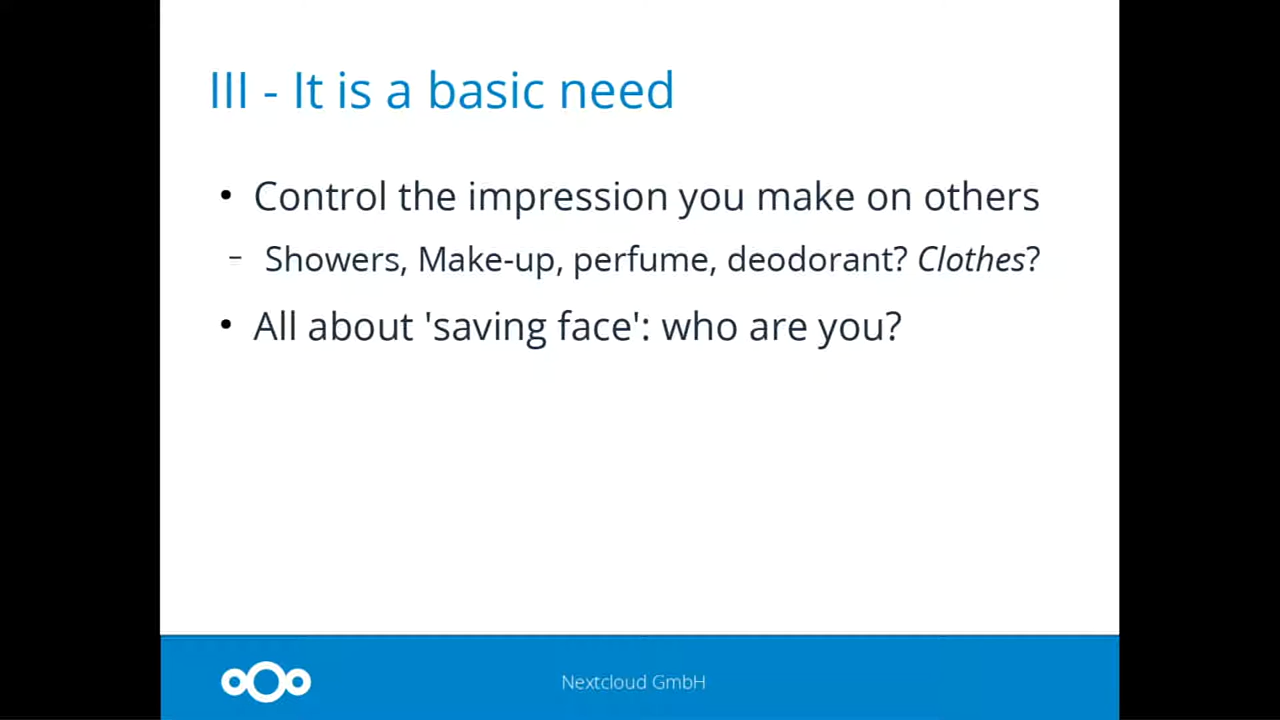 III - It is a basic need
• Control the impression you make on others
– Showers, Make-up, perfume, deodorant? Clothes?
• All about 'saving face': who are you?
Nextcloud GmbH